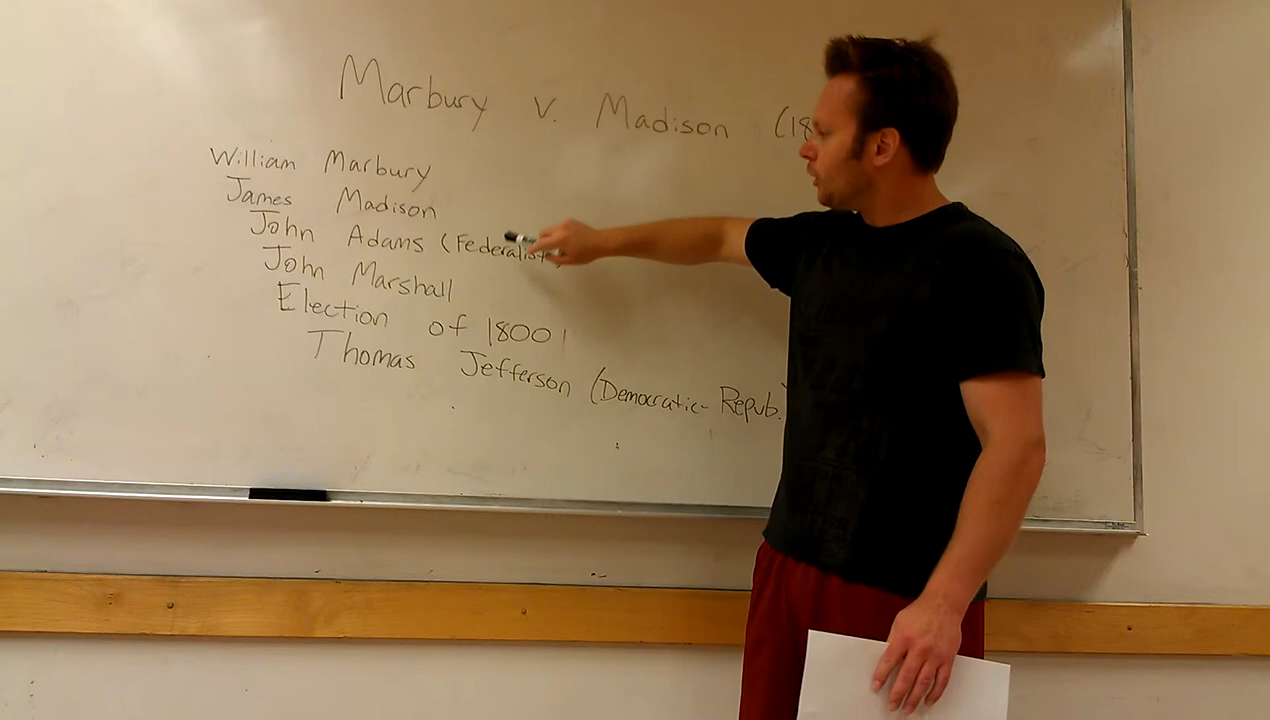 Marbury v. Madison (18
William Marbury
James Madison
John Adams (Federalist)
John Marshall
Election of 1800
Thomas Jefferson (Democratic-Repub.)